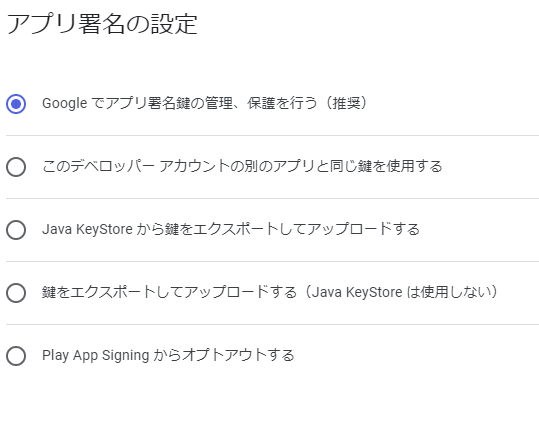 アプリ署名の設定
Google でアプリ署名鍵の管理、保護を行う（推奨）
このデベロッパー アカウントの別のアプリと同じ鍵を使用する
Java KeyStore から鍵をエクスポートしてアップロードする
鍵をエクスポートしてアップロードする（Java KeyStore は使用しない）
Play App Signing からオプトアウトする